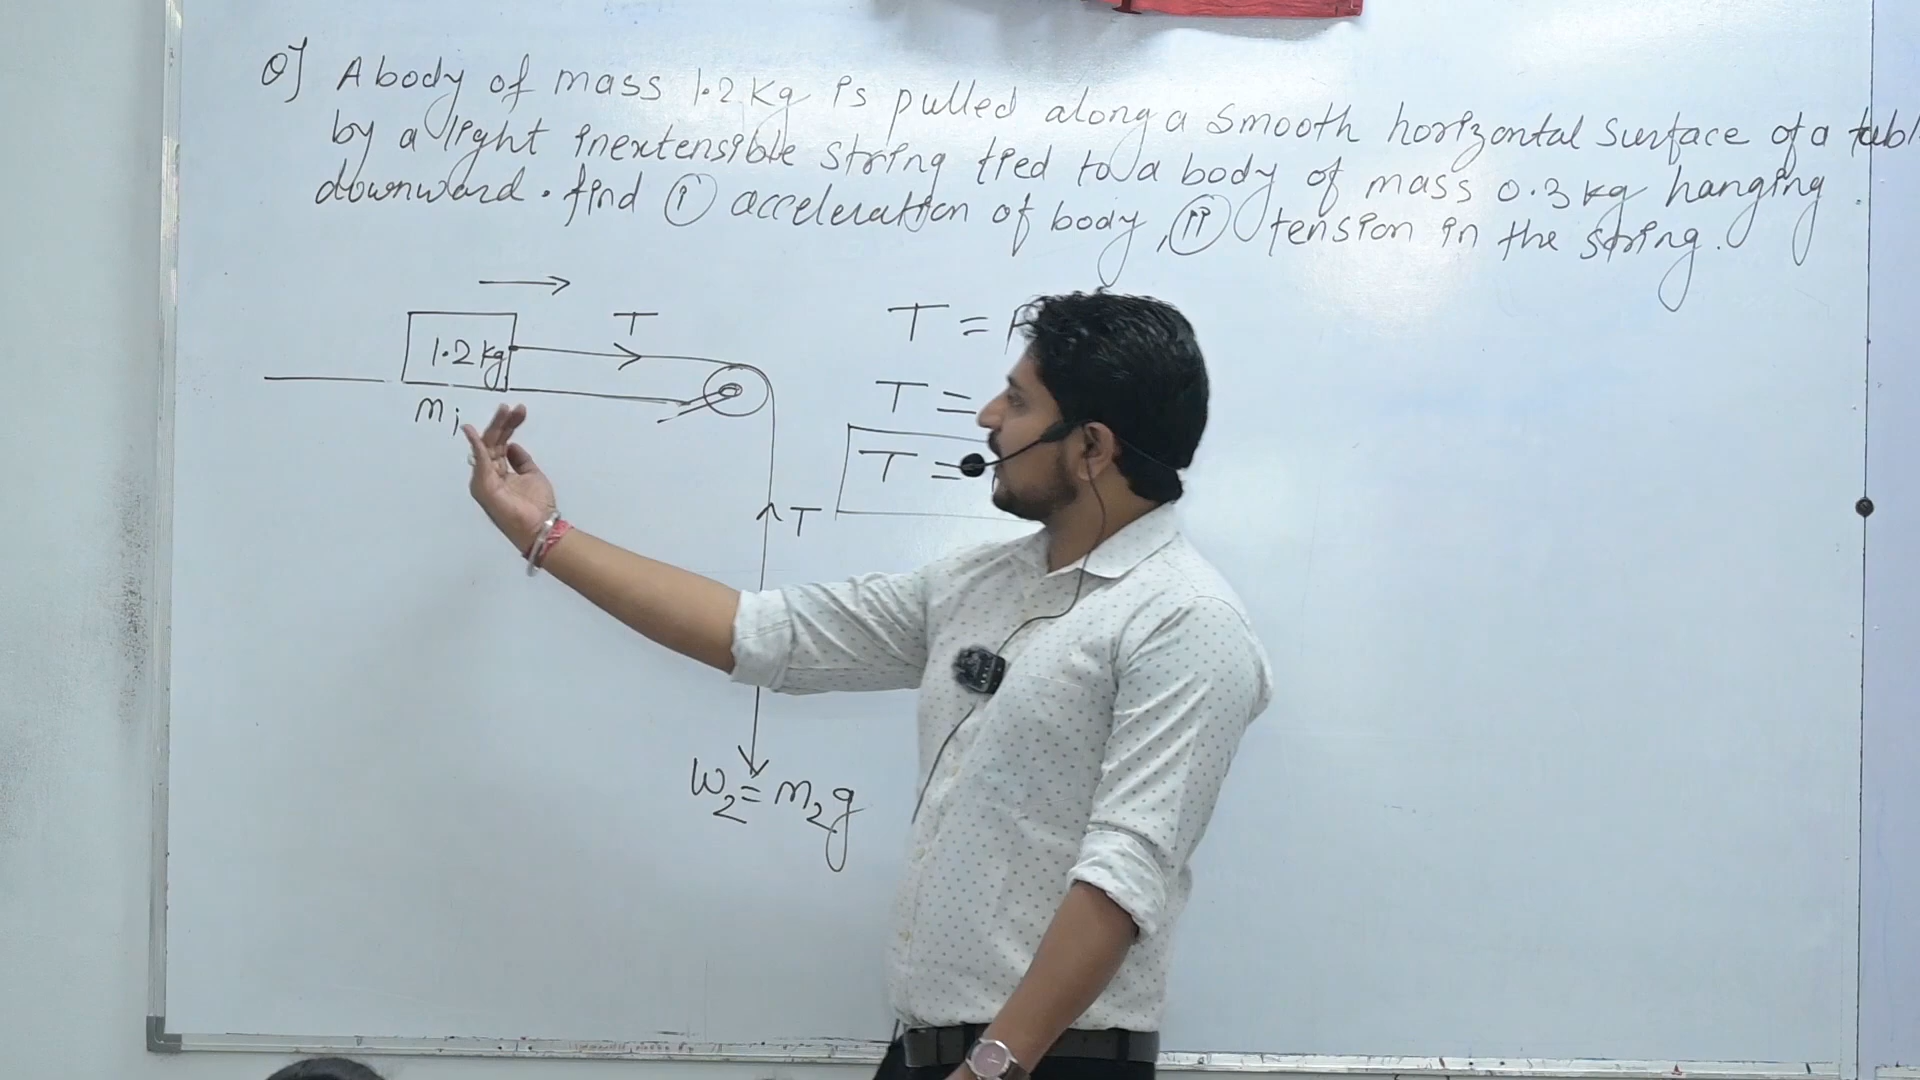 Q] A body of mass 1.2 kg is pulled along a smooth horizontal surface of a tabl
by a light inextensible string tied to a body of mass 0.3 kg hanging
downward. find (i) acceleration of body, (ii) tension in the string.
T
1.2 kg
m₁
T =
T =
T =
T
W₂ = m₂g